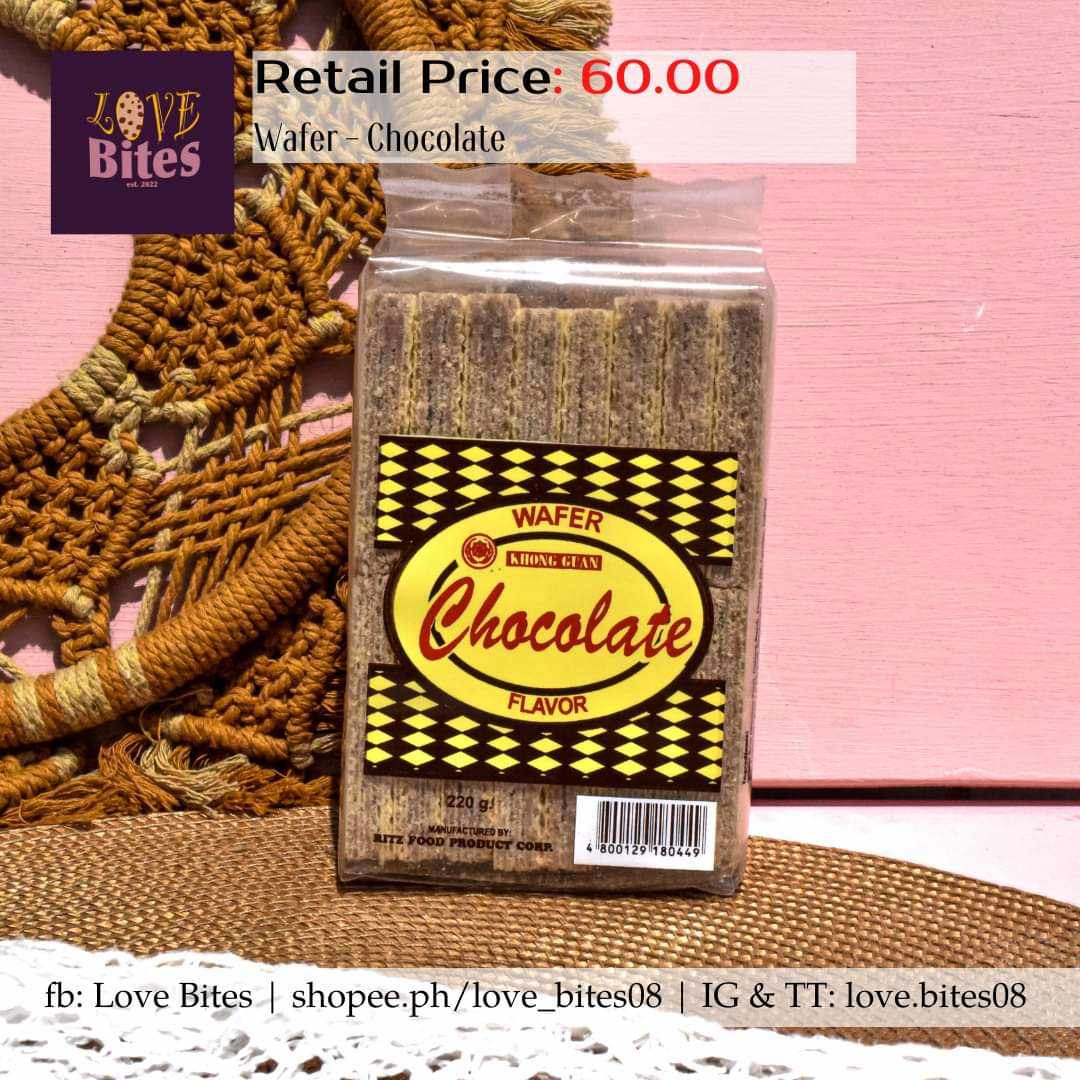 LOVE
Bites
est. 2022
Retail Price: 60.00
Wafer - Chocolate
WAFER
KHONG GUAN
Chocolate
FLAVOR
220 g.
MANUFACTURED BY:
RITZ FOOD PRODUCT CORP.
4 800129 180449
fb: Love Bites | shopee.ph/love_bites08 | IG & TT: love.bites08